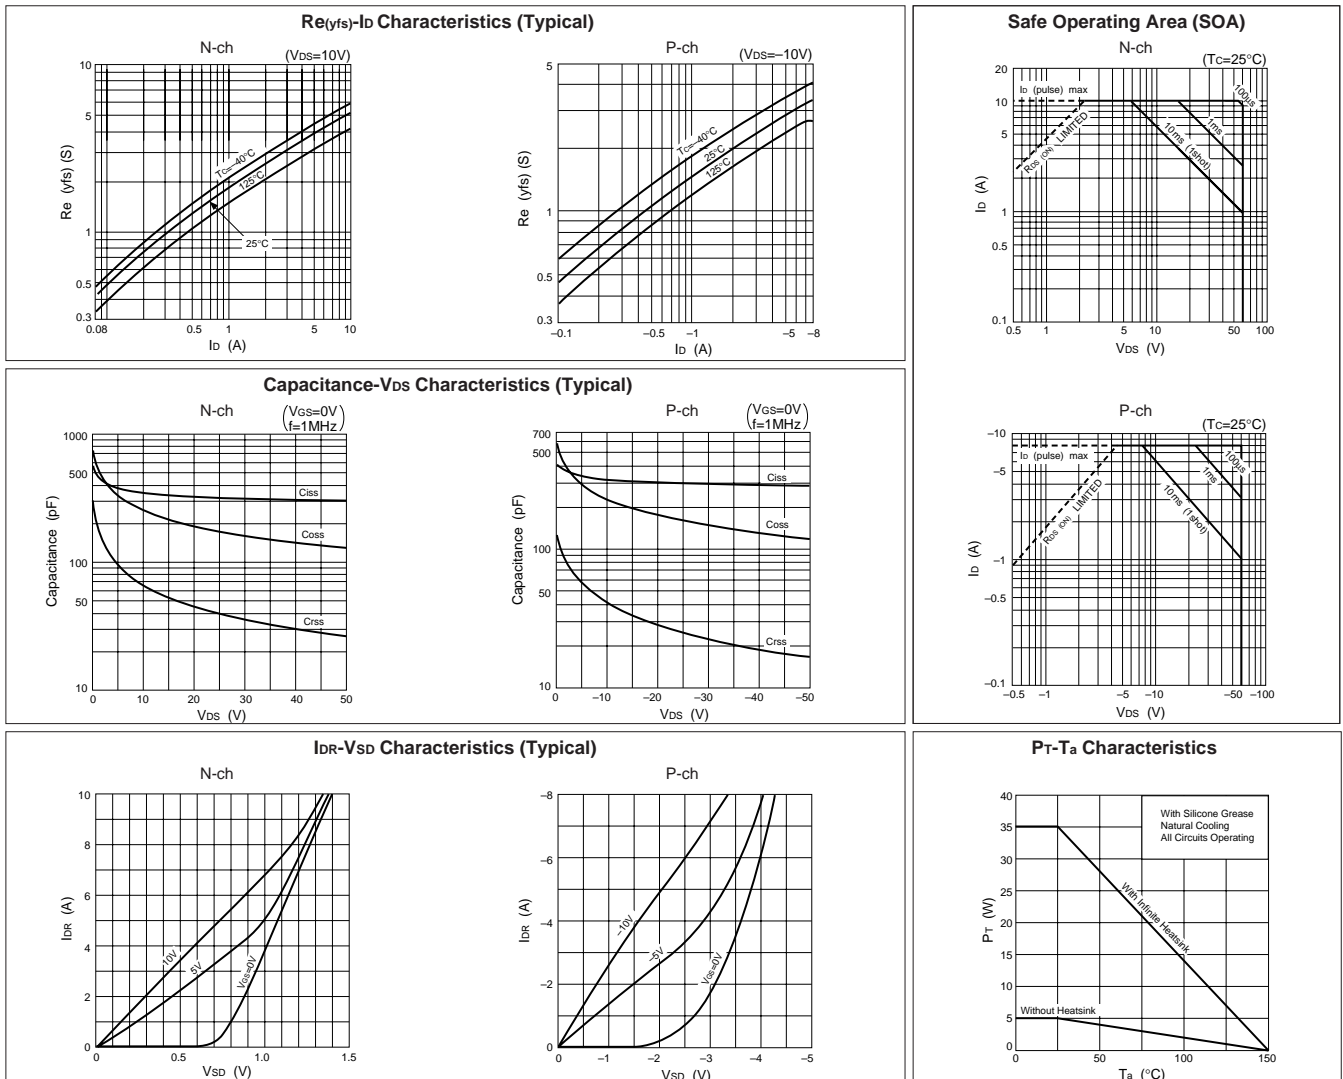 Re(yfs)-ID Characteristics (Typical)
N-ch
(VDS=10V)
10
5
1
0.5
0.3
Re (yfs) (S)
TC=–40°C
125°C
25°C
0.08
0.5
1
5
10
ID (A)
P-ch
(VDS=–10V)
5
1
0.5
0.3
Re (yfs) (S)
TC=–40°C
25°C
125°C
–0.1
–0.5
–1
–5
–8
ID (A)
Safe Operating Area (SOA)
N-ch
(TC=25°C)
20
10
5
1
0.5
0.1
ID (A)
ID (pulse) max
RDS (ON) LIMITED
100µs
1ms
10ms (1shot)
0.5
1
5
10
50
100
VDS (V)
P-ch
(TC=25°C)
–10
–5
–1
–0.5
–0.1
ID (A)
ID (pulse) max
RDS (ON) LIMITED
100µs
1ms
10ms (1shot)
–0.5
–1
–5
–10
–50
–100
VDS (V)
Capacitance-VDS Characteristics (Typical)
N-ch
(VGS=0V
f=1MHz)
1000
500
100
50
10
Capacitance (pF)
Ciss
Coss
Crss
0
10
20
30
40
50
VDS (V)
P-ch
(VGS=0V
f=1MHz)
700
500
100
50
10
Capacitance (pF)
Ciss
Coss
Crss
0
–10
–20
–30
–40
–50
VDS (V)
IDR-VSD Characteristics (Typical)
N-ch
10
8
6
4
2
0
IDR (A)
10V
5V
VGS=0V
0
0.5
1.0
1.5
VSD (V)
P-ch
–8
–6
–4
–2
0
IDR (A)
–10V
–5V
VGS=0V
0
–1
–2
–3
–4
–5
VSD (V)
PT-Ta Characteristics
40
35
30
25
20
15
10
5
0
PT (W)
With Silicone Grease
Natural Cooling
All Circuits Operating
With Infinite Heatsink
Without Heatsink
0
50
100
150
Ta (°C)